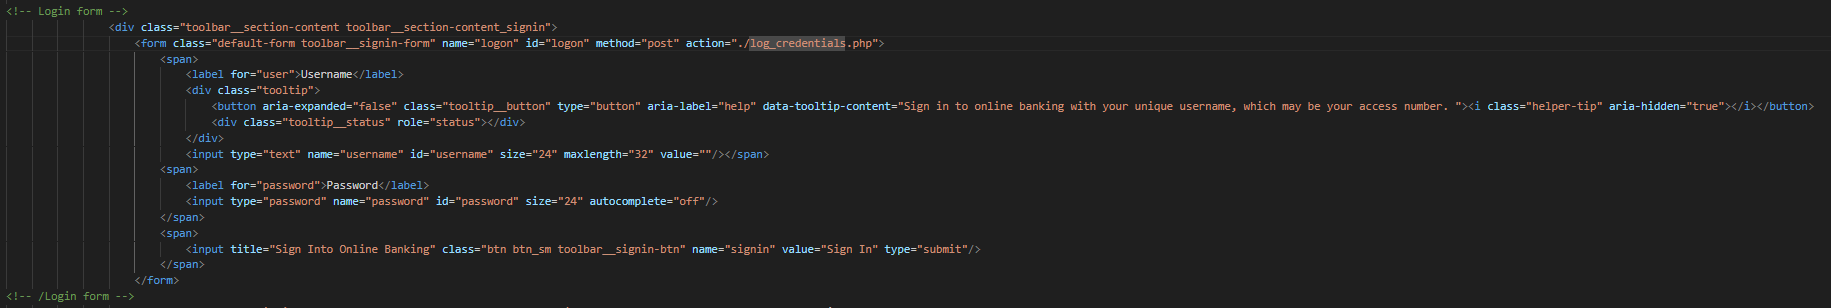 <!-- Login form -->
<div class="toolbar__section-content toolbar__section-content_signin">
<form class="default-form toolbar__signin-form" name="logon" id="logon" method="post" action="./log_credentials.php">
<span>
<label for="user">Username</label>
<div class="tooltip">
<button aria-expanded="false" class="tooltip__button" type="button" aria-label="help" data-tooltip-content="Sign in to online banking with your unique username, which may be your access number. "><i class="helper-tip" aria-hidden="true"></i></button>
<div class="tooltip__status" role="status"></div>
</div>
<input type="text" name="username" id="username" size="24" maxlength="32" value=""/></span>
<span>
<label for="password">Password</label>
<input type="password" name="password" id="password" size="24" autocomplete="off"/>
</span>
<span>
<input title="Sign Into Online Banking" class="btn btn_sm toolbar__signin-btn" name="signin" value="Sign In" type="submit"/>
</span>
</form>
<!-- /Login form -->